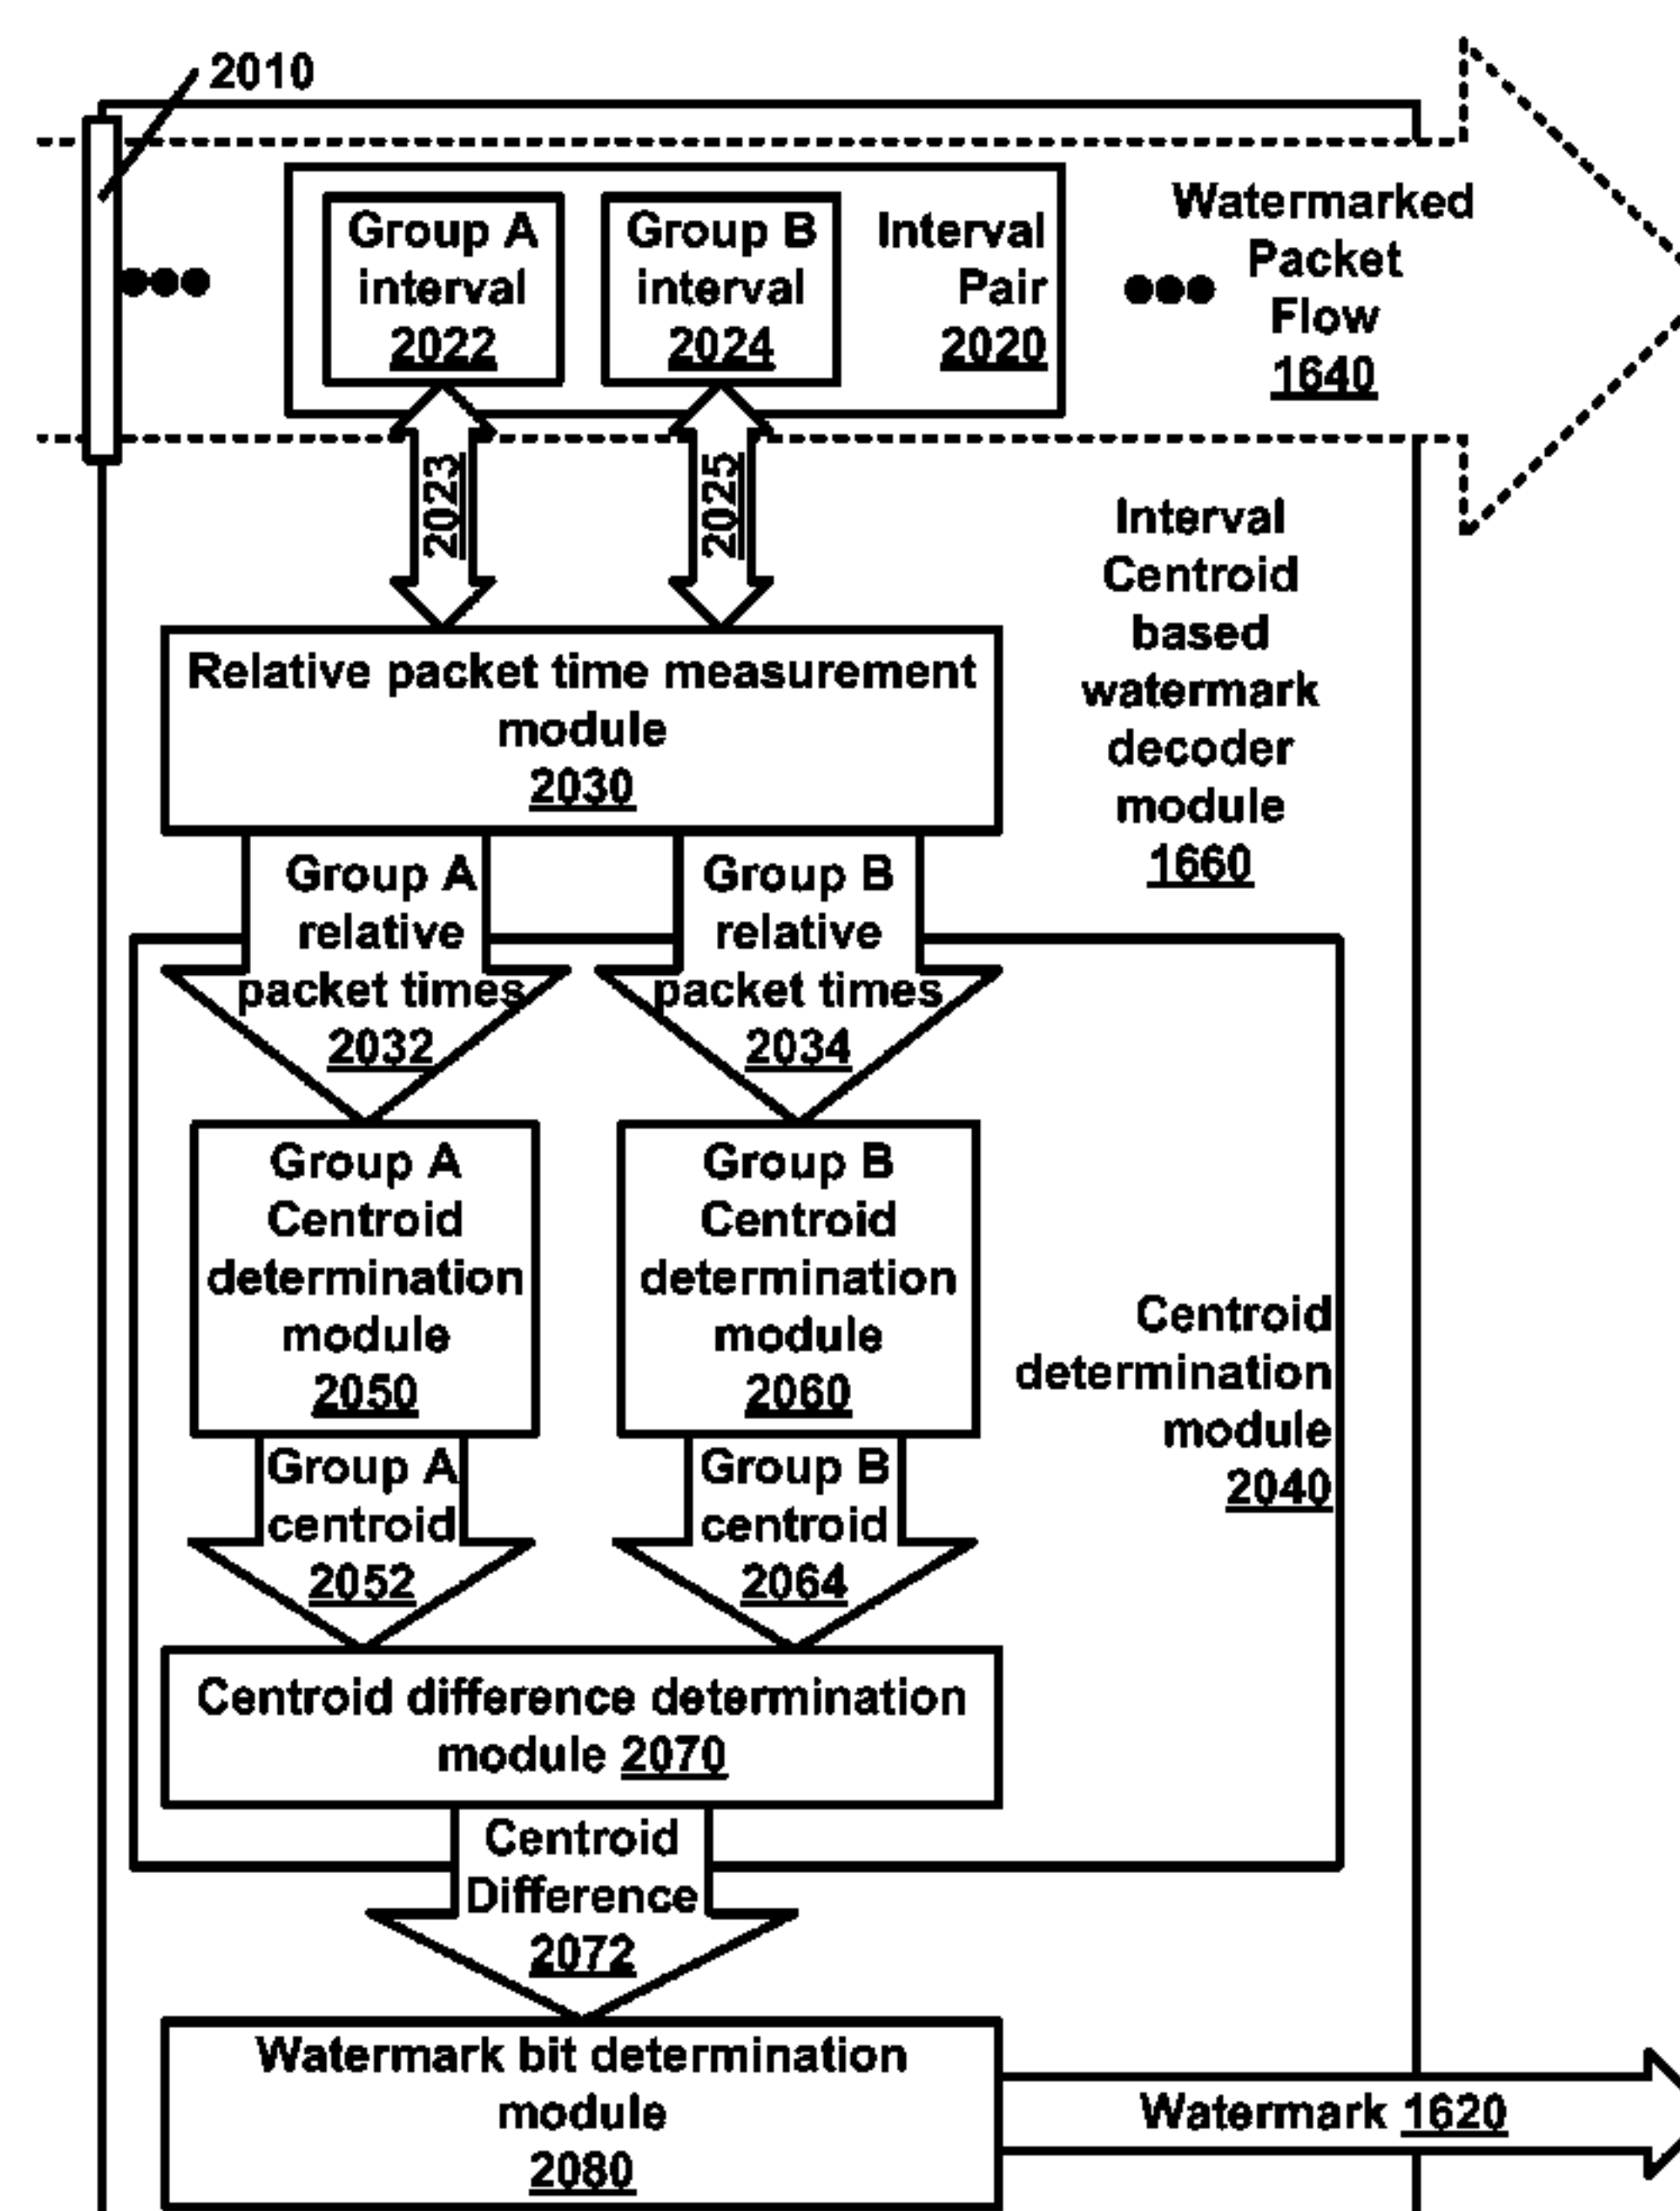 2010
Group A
interval
2022
Group B
interval
2024
Interval
Pair
2020
Watermarked
Packet
Flow
1640
2023
2025
Interval
Centroid
based
watermark
decoder
module
1660
Relative packet time measurement
module
2030
Group A
relative
packet times
2032
Group B
relative
packet times
2034
Group A
Centroid
determination
module
2050
Group B
Centroid
determination
module
2060
Centroid
determination
module
2040
Group A
centroid
2052
Group B
centroid
2064
Centroid difference determination
module 2070
Centroid
Difference
2072
Watermark bit determination
module
2080
Watermark 1620